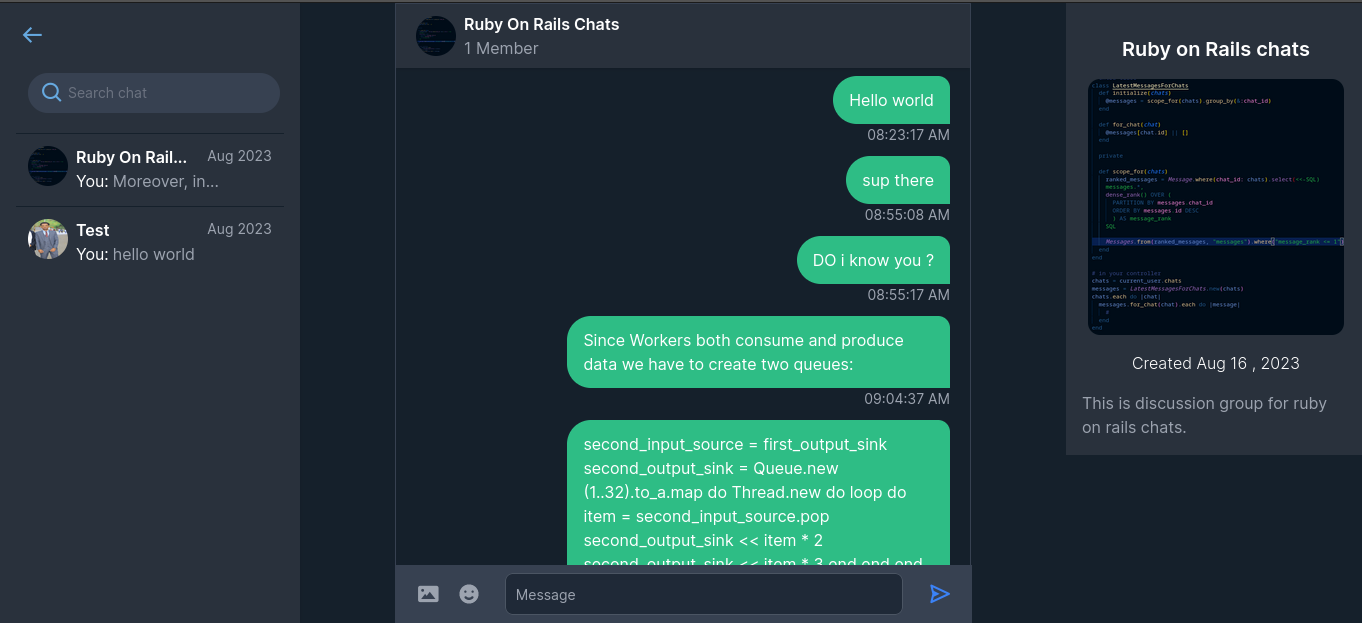 Search chat
Ruby On Rail...
Aug 2023
You: Moreover, in...
Test
Aug 2023
You: hello world
Ruby On Rails Chats
1 Member
Hello world
08:23:17 AM
sup there
08:55:08 AM
DO i know you ?
08:55:17 AM
Since Workers both consume and produce
data we have to create two queues:
09:04:37 AM
second_input_source = first_output_sink
second_output_sink = Queue.new
(1..32).to_a.map do Thread.new do loop do
item = second_input_source.pop
second_output_sink << item * 2
second_output_sink << item * 3 end end end
Message
Ruby on Rails chats
class LatestMessagesForChats
def initialize(chats)
@messages = scope_for(chats).group_by(&:chat_id)
end
def for_chat(chat)
@messages[chat.id] || []
end
private
def scope_for(chats)
ranked_messages = Message.where(chat_id: chats).select(<<~SQL)
messages.*,
dense_rank() OVER (
PARTITION BY messages.chat_id
ORDER BY messages.id DESC
) AS message_rank
SQL
Messages.from(ranked_messages, "messages").where("message_rank <= 1")
end
end
# in your controller
chats = current_user.chats
messages = LatestMessagesForChats.new(chats)
chats.each do |chat|
messages.for_chat(chat).each do |message|
#
end
end
Created Aug 16 , 2023
This is discussion group for ruby
on rails chats.